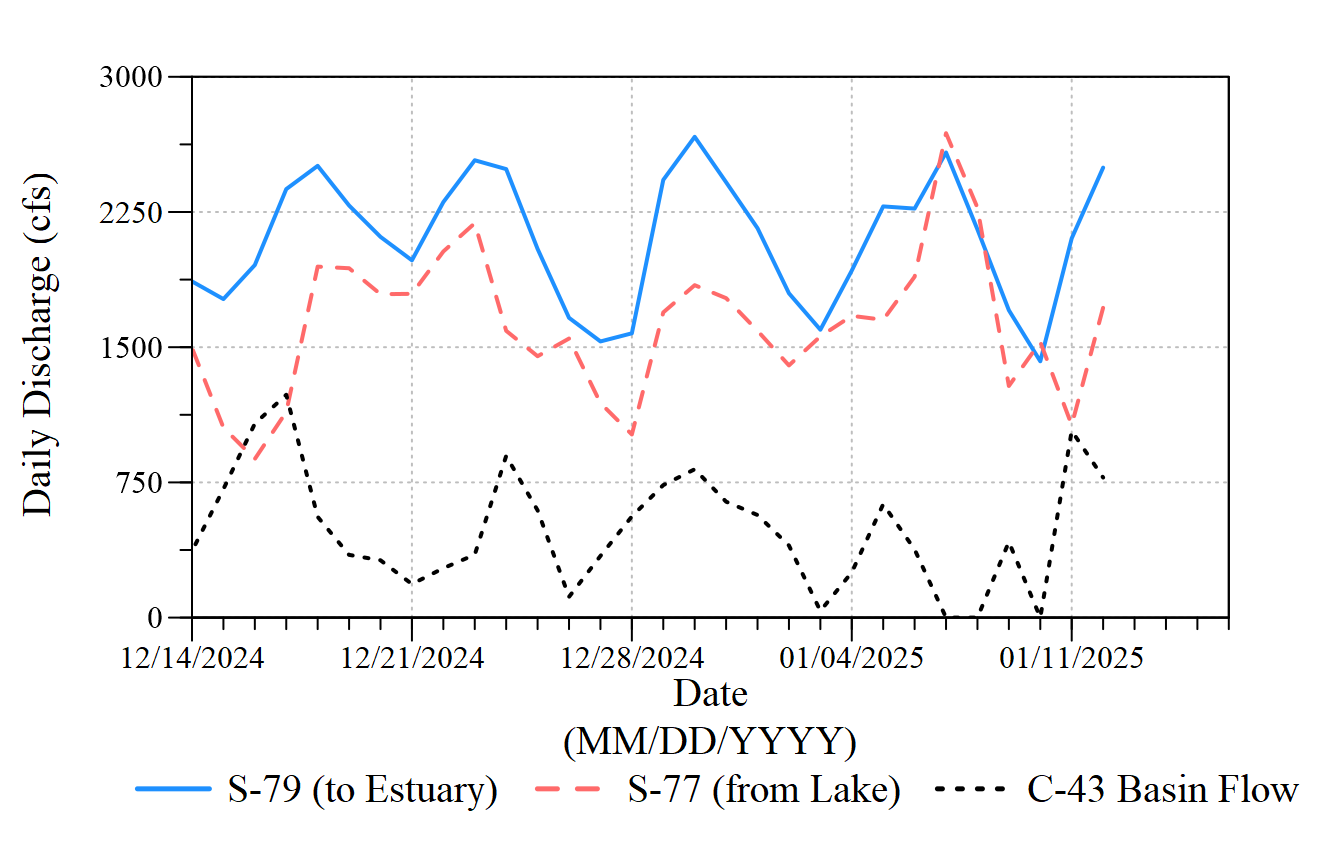 3000
2250
1500
750
0
Daily Discharge (cfs)
12/14/2024 12/21/2024 12/28/2024 01/04/2025 01/11/2025
Date
(MM/DD/YYYY)
S-79 (to Estuary) S-77 (from Lake) C-43 Basin Flow